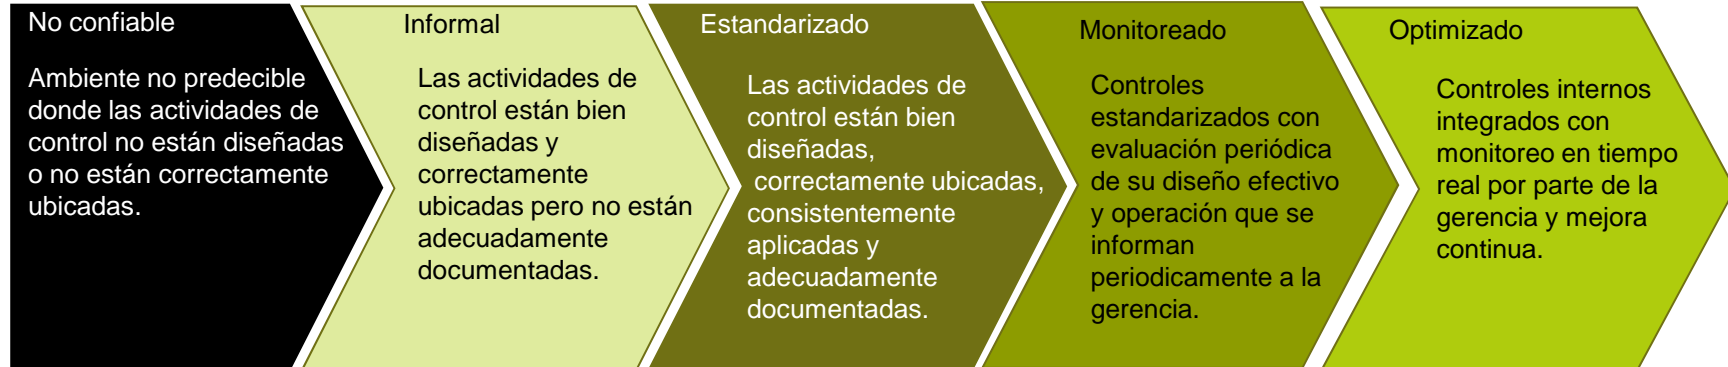 No confiable
Ambiente no predecible
donde las actividades de
control no están diseñadas
o no están correctamente
ubicadas.
Informal
Las actividades de
control están bien
diseñadas y
correctamente
ubicadas pero no están
adecuadamente
documentadas.
Estandarizado
Las actividades de
control están bien
diseñadas,
correctamente ubicadas,
consistentemente
aplicadas y
adecuadamente
documentadas.
Monitoreado
Controles
estandarizados con
evaluación periódica
de su diseño efectivo
y operación que se
informan
periodicamente a la
gerencia.
Optimizado
Controles internos
integrados con
monitoreo en tiempo
real por parte de la
gerencia y mejora
continua.